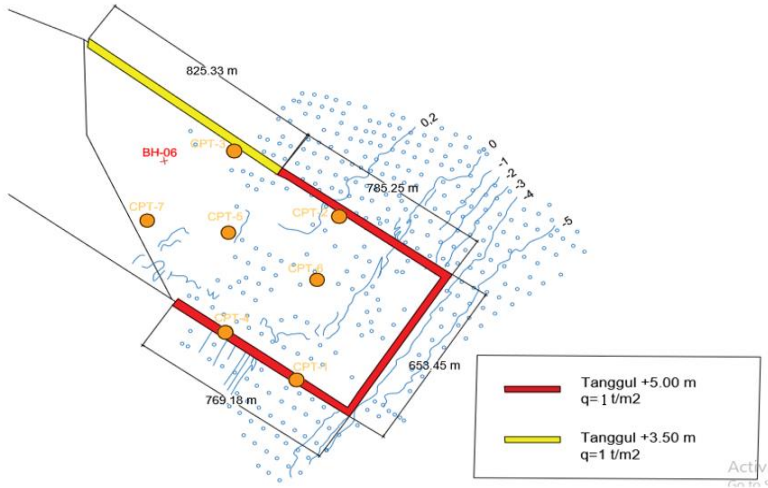 825.33 m
0,2
CPT-3
BH-06
0
-1
-2
-3
-4
785.25 m
CPT-7
CPT-5
CPT-2
-5
CPT-6
CPT-4
CPT-1
653.45 m
769.18 m
Tanggul +5.00 m
q=1 t/m2
Tanggul +3.50 m
q=1 t/m2
Activ
Go to S